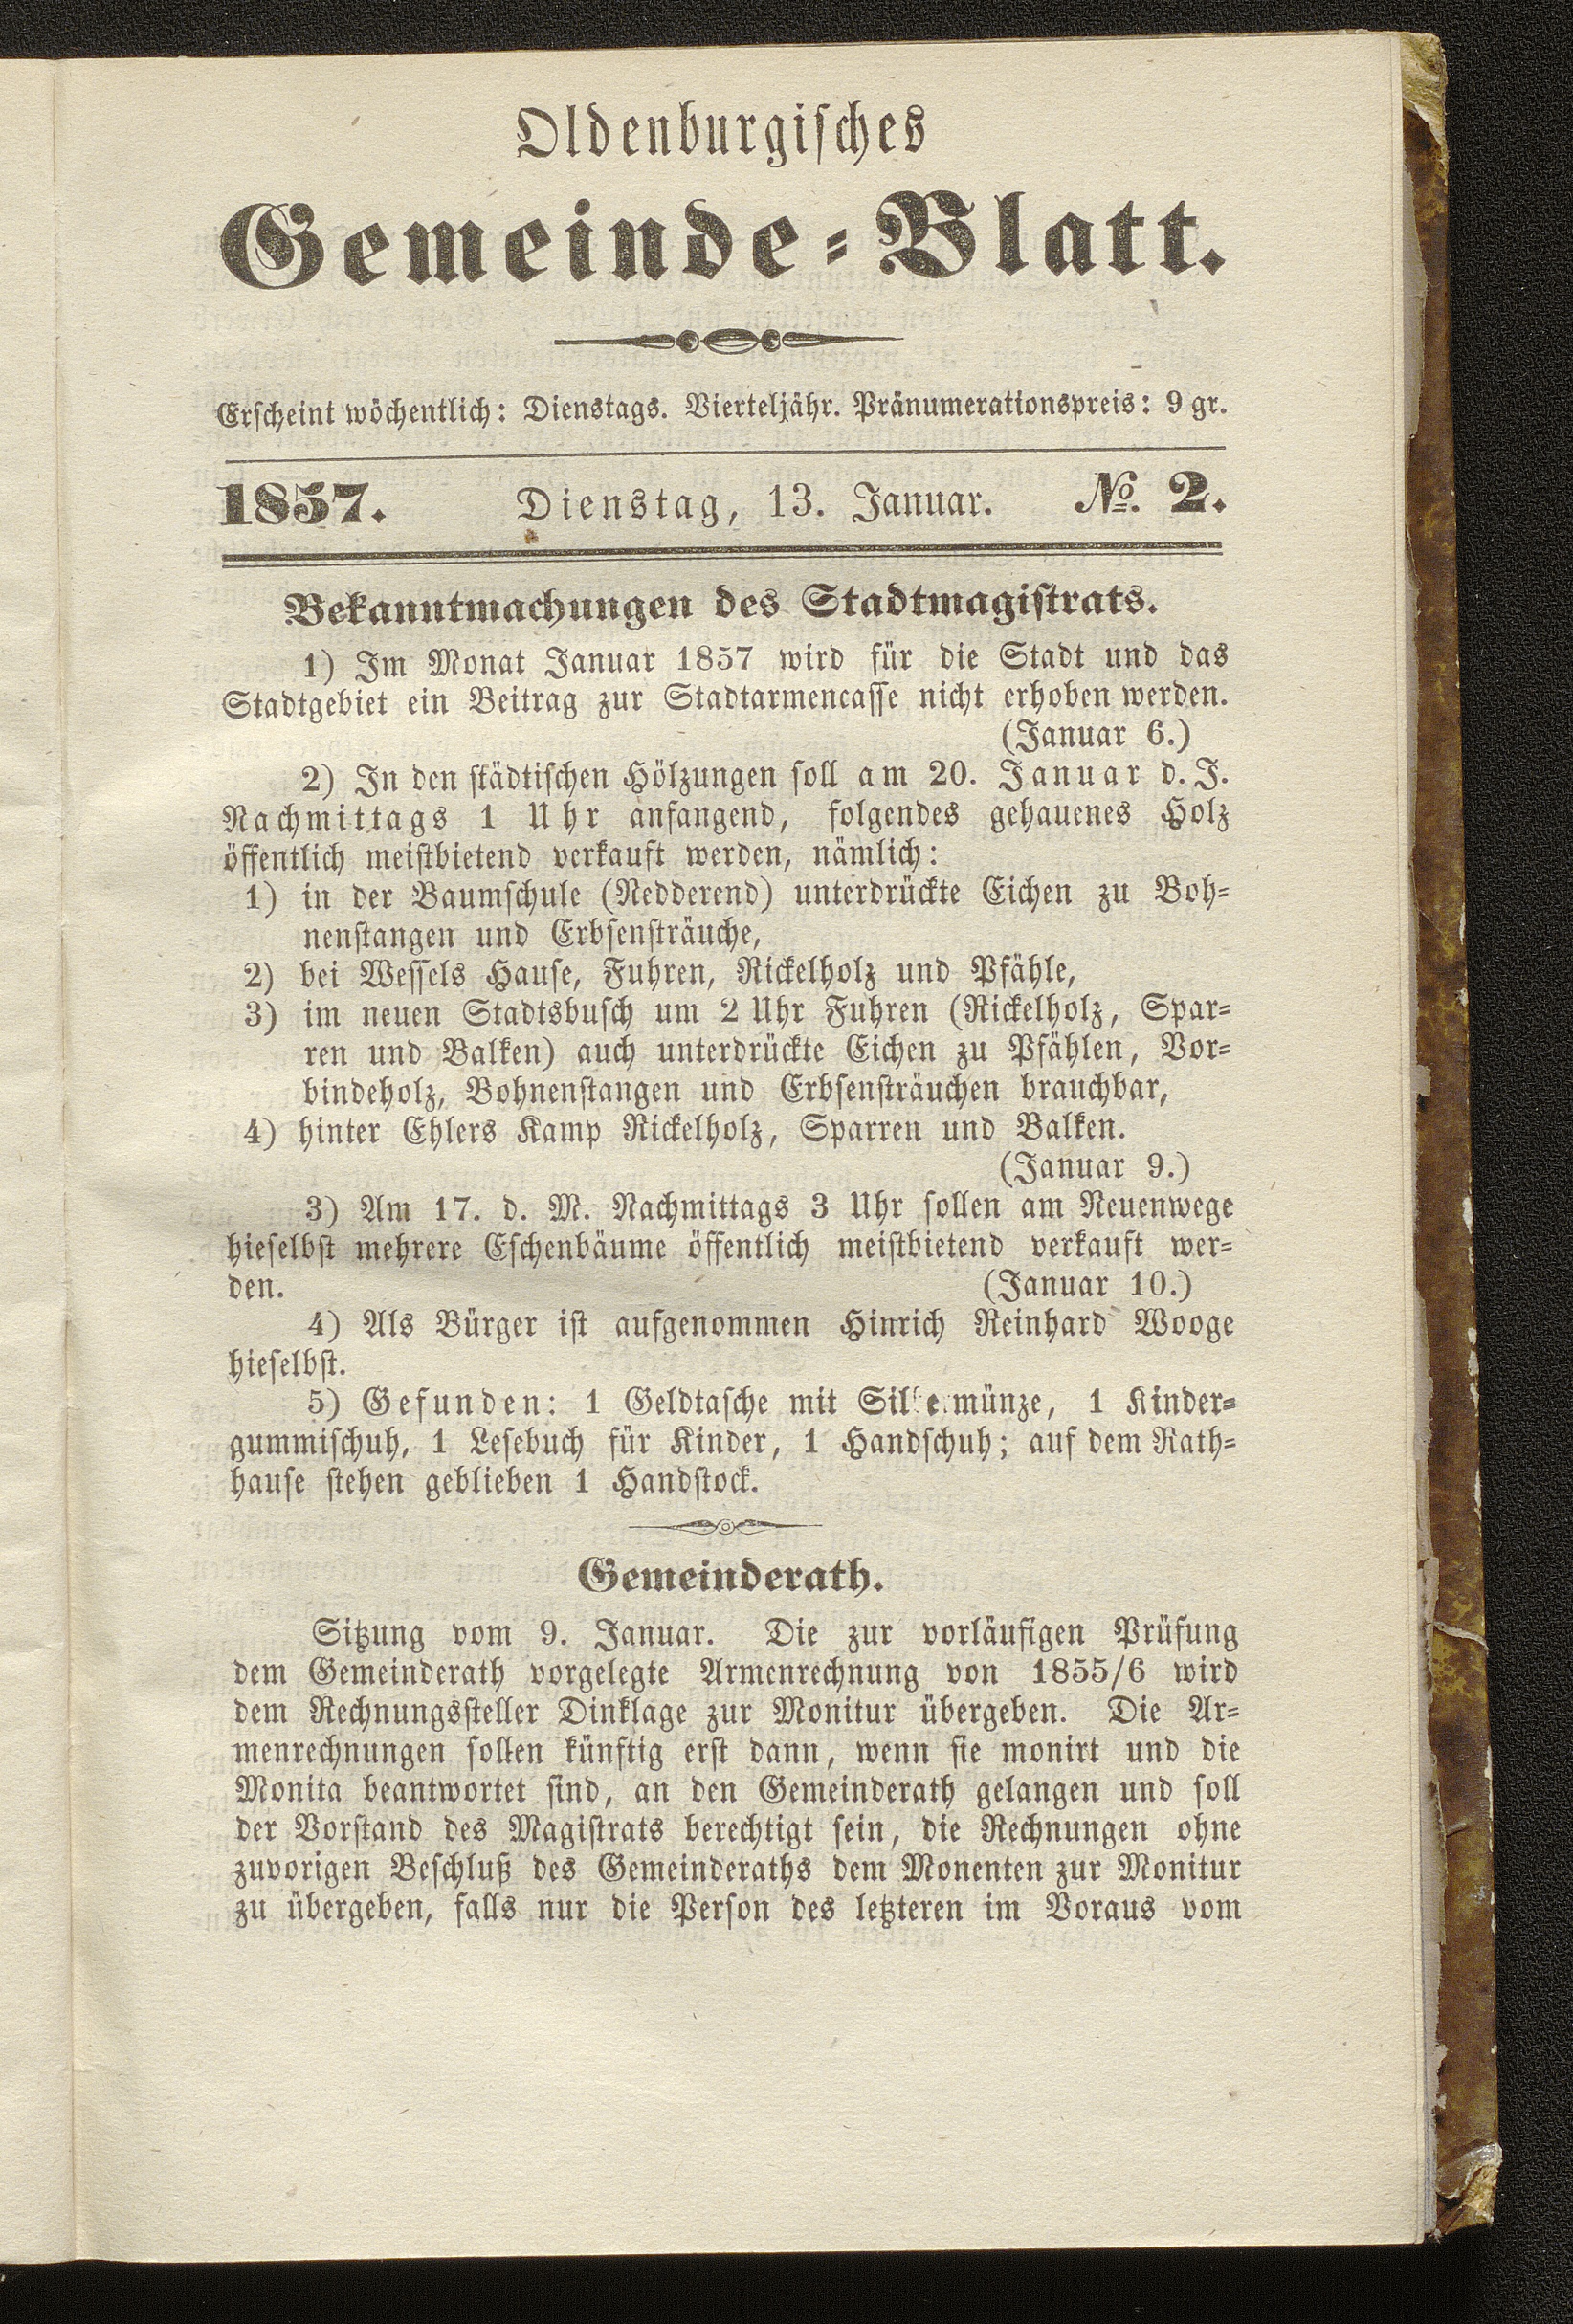 Oldenburgisches
Gemeinde-Blatt.
Erscheint wöchentlich: Dienstags. Vierteljähr. Pränumerationspreis: 9 gr.
1857. Dienstag, 13. Januar. No. 2.
Bekanntmachungen des Stadtmagistrats.
1) Im Monat Januar 1857 wird für die Stadt und das
Stadtgebiet ein Beitrag zur Stadtarmencasse nicht erhoben werden.
(Januar 6.)
2) In den städtischen Hölzungen soll am 20. Januar d. J.
Nachmittags 1 Uhr anfangend, folgendes gehauenes Holz
öffentlich meistbietend verkauft werden, nämlich:
1) in der Baumschule (Nedderend) unterdrückte Eichen zu Boh-
nenstangen und Erbsensträuche,
2) bei Wessels Hause, Fuhren, Rickelholz und Pfähle,
3) im neuen Stadtsbusch um 2 Uhr Fuhren (Rickelholz, Spar-
ren und Balken) auch unterdrückte Eichen zu Pfählen, Vor-
bindeholz, Bohnenstangen und Erbsensträuchen brauchbar,
4) hinter Ehlers Kamp Rickelholz, Sparren und Balken.
(Januar 9.)
3) Am 17. d. M. Nachmittags 3 Uhr sollen am Neuenwege
hieselbst mehrere Eschenbäume öffentlich meistbietend verkauft wer-
den. (Januar 10.)
4) Als Bürger ist aufgenommen Hinrich Reinhard Wooge
hieselbst.
5) Gefunden: 1 Geldtasche mit Silbermünze, 1 Kinder-
gummischuh, 1 Lesebuch für Kinder, 1 Handschuh; auf dem Rath-
hause stehen geblieben 1 Handstock.
Gemeinderath.
Sitzung vom 9. Januar. Die zur vorläufigen Prüfung
dem Gemeinderath vorgelegte Armenrechnung von 1855/6 wird
dem Rechnungssteller Dinklage zur Monitur übergeben. Die Ar-
menrechnungen sollen künftig erst dann, wenn sie monirt und die
Monita beantwortet sind, an den Gemeinderath gelangen und soll
der Vorstand des Magistrats berechtigt sein, die Rechnungen ohne
zuvorigen Beschluß des Gemeinderaths dem Monenten zur Monitur
zu übergeben, falls nur die Person des letzteren im Voraus vom